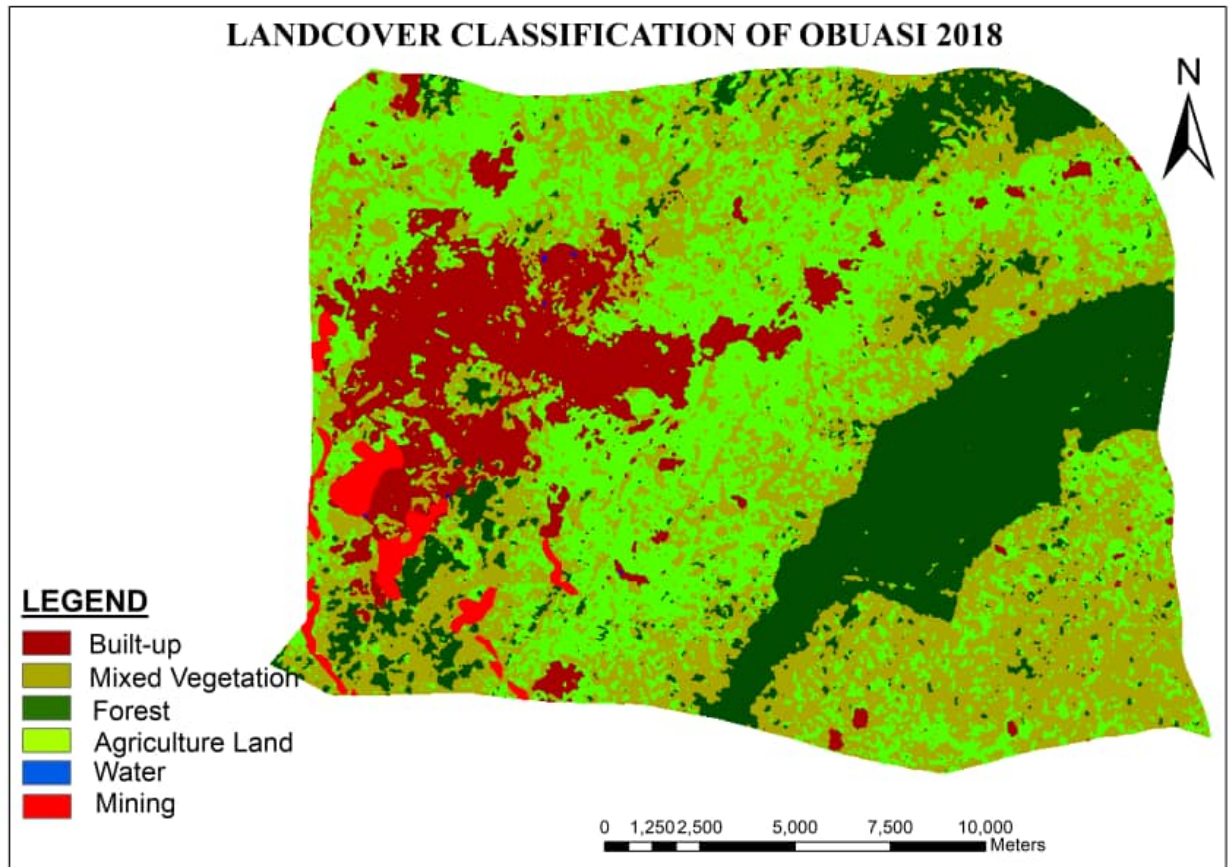 LANDCOVER CLASSIFICATION OF OBUASI 2018
N
LEGEND
Built-up
Mixed Vegetation
Forest
Agriculture Land
Water
Mining
0 1,250 2,500 5,000 7,500 10,000
Meters